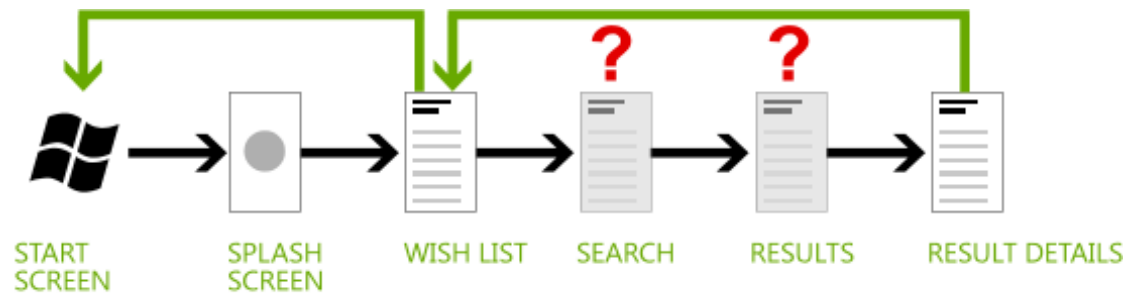 ? ?
START SCREEN
SPLASH SCREEN
WISH LIST
SEARCH
RESULTS
RESULT DETAILS